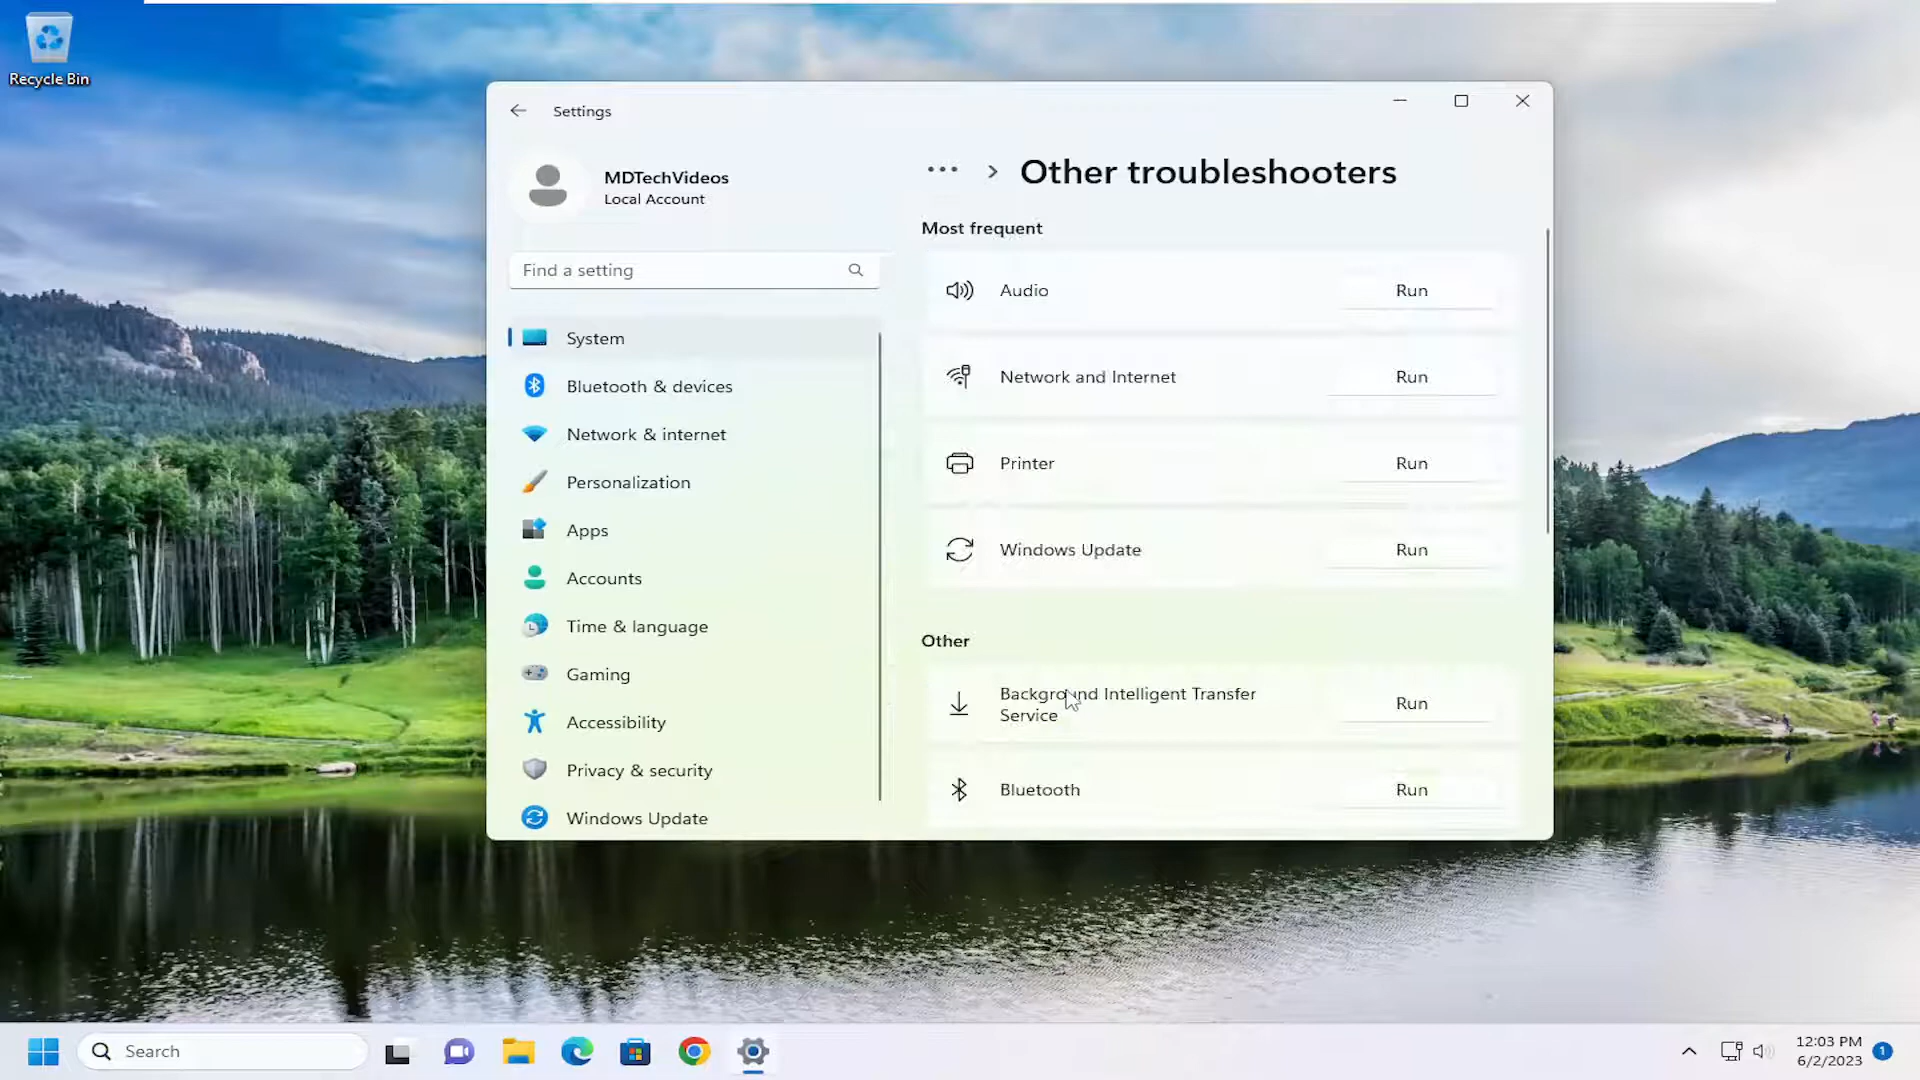 Recycle Bin
Settings
MDTechVideos
Local Account
Find a setting
System
Bluetooth & devices
Network & internet
Personalization
Apps
Accounts
Time & language
Gaming
Accessibility
Privacy & security
Windows Update
Other troubleshooters
Most frequent
Audio Run
Network and Internet Run
Printer Run
Windows Update Run
Other
Background Intelligent Transfer
Service Run
Bluetooth Run
Search
12:03 PM
6/2/2023
1